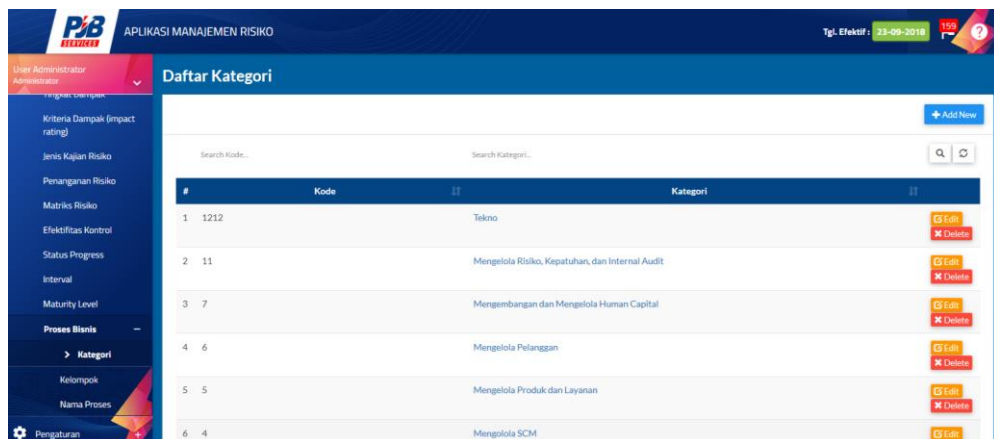 PJB
SERVICES
APLIKASI MANAJEMEN RISIKO
Tgl. Efektif : 23-09-2018
159
?
User Administrator
Administrator
Daftar Kategori
Tingkat Dampak
Kriteria Dampak (impact
rating)
Jenis Kajian Risiko
Penanganan Risiko
Matriks Risiko
Efektifitas Kontrol
Status Progress
Interval
Maturity Level
Proses Bisnis
Kategori
Kelompok
Nama Proses
Pengaturan
+ Add New
Search Kode... Search Kategori...
# Kode Kategori
1 1212 Tekno Edit
Delete
2 11 Mengelola Risiko, Kepatuhan, dan Internal Audit Edit
Delete
3 7 Mengembangan dan Mengelola Human Capital Edit
Delete
4 6 Mengelola Pelanggan Edit
Delete
5 5 Mengelola Produk dan Layanan Edit
Delete
6 4 Mengolola SCM Edit